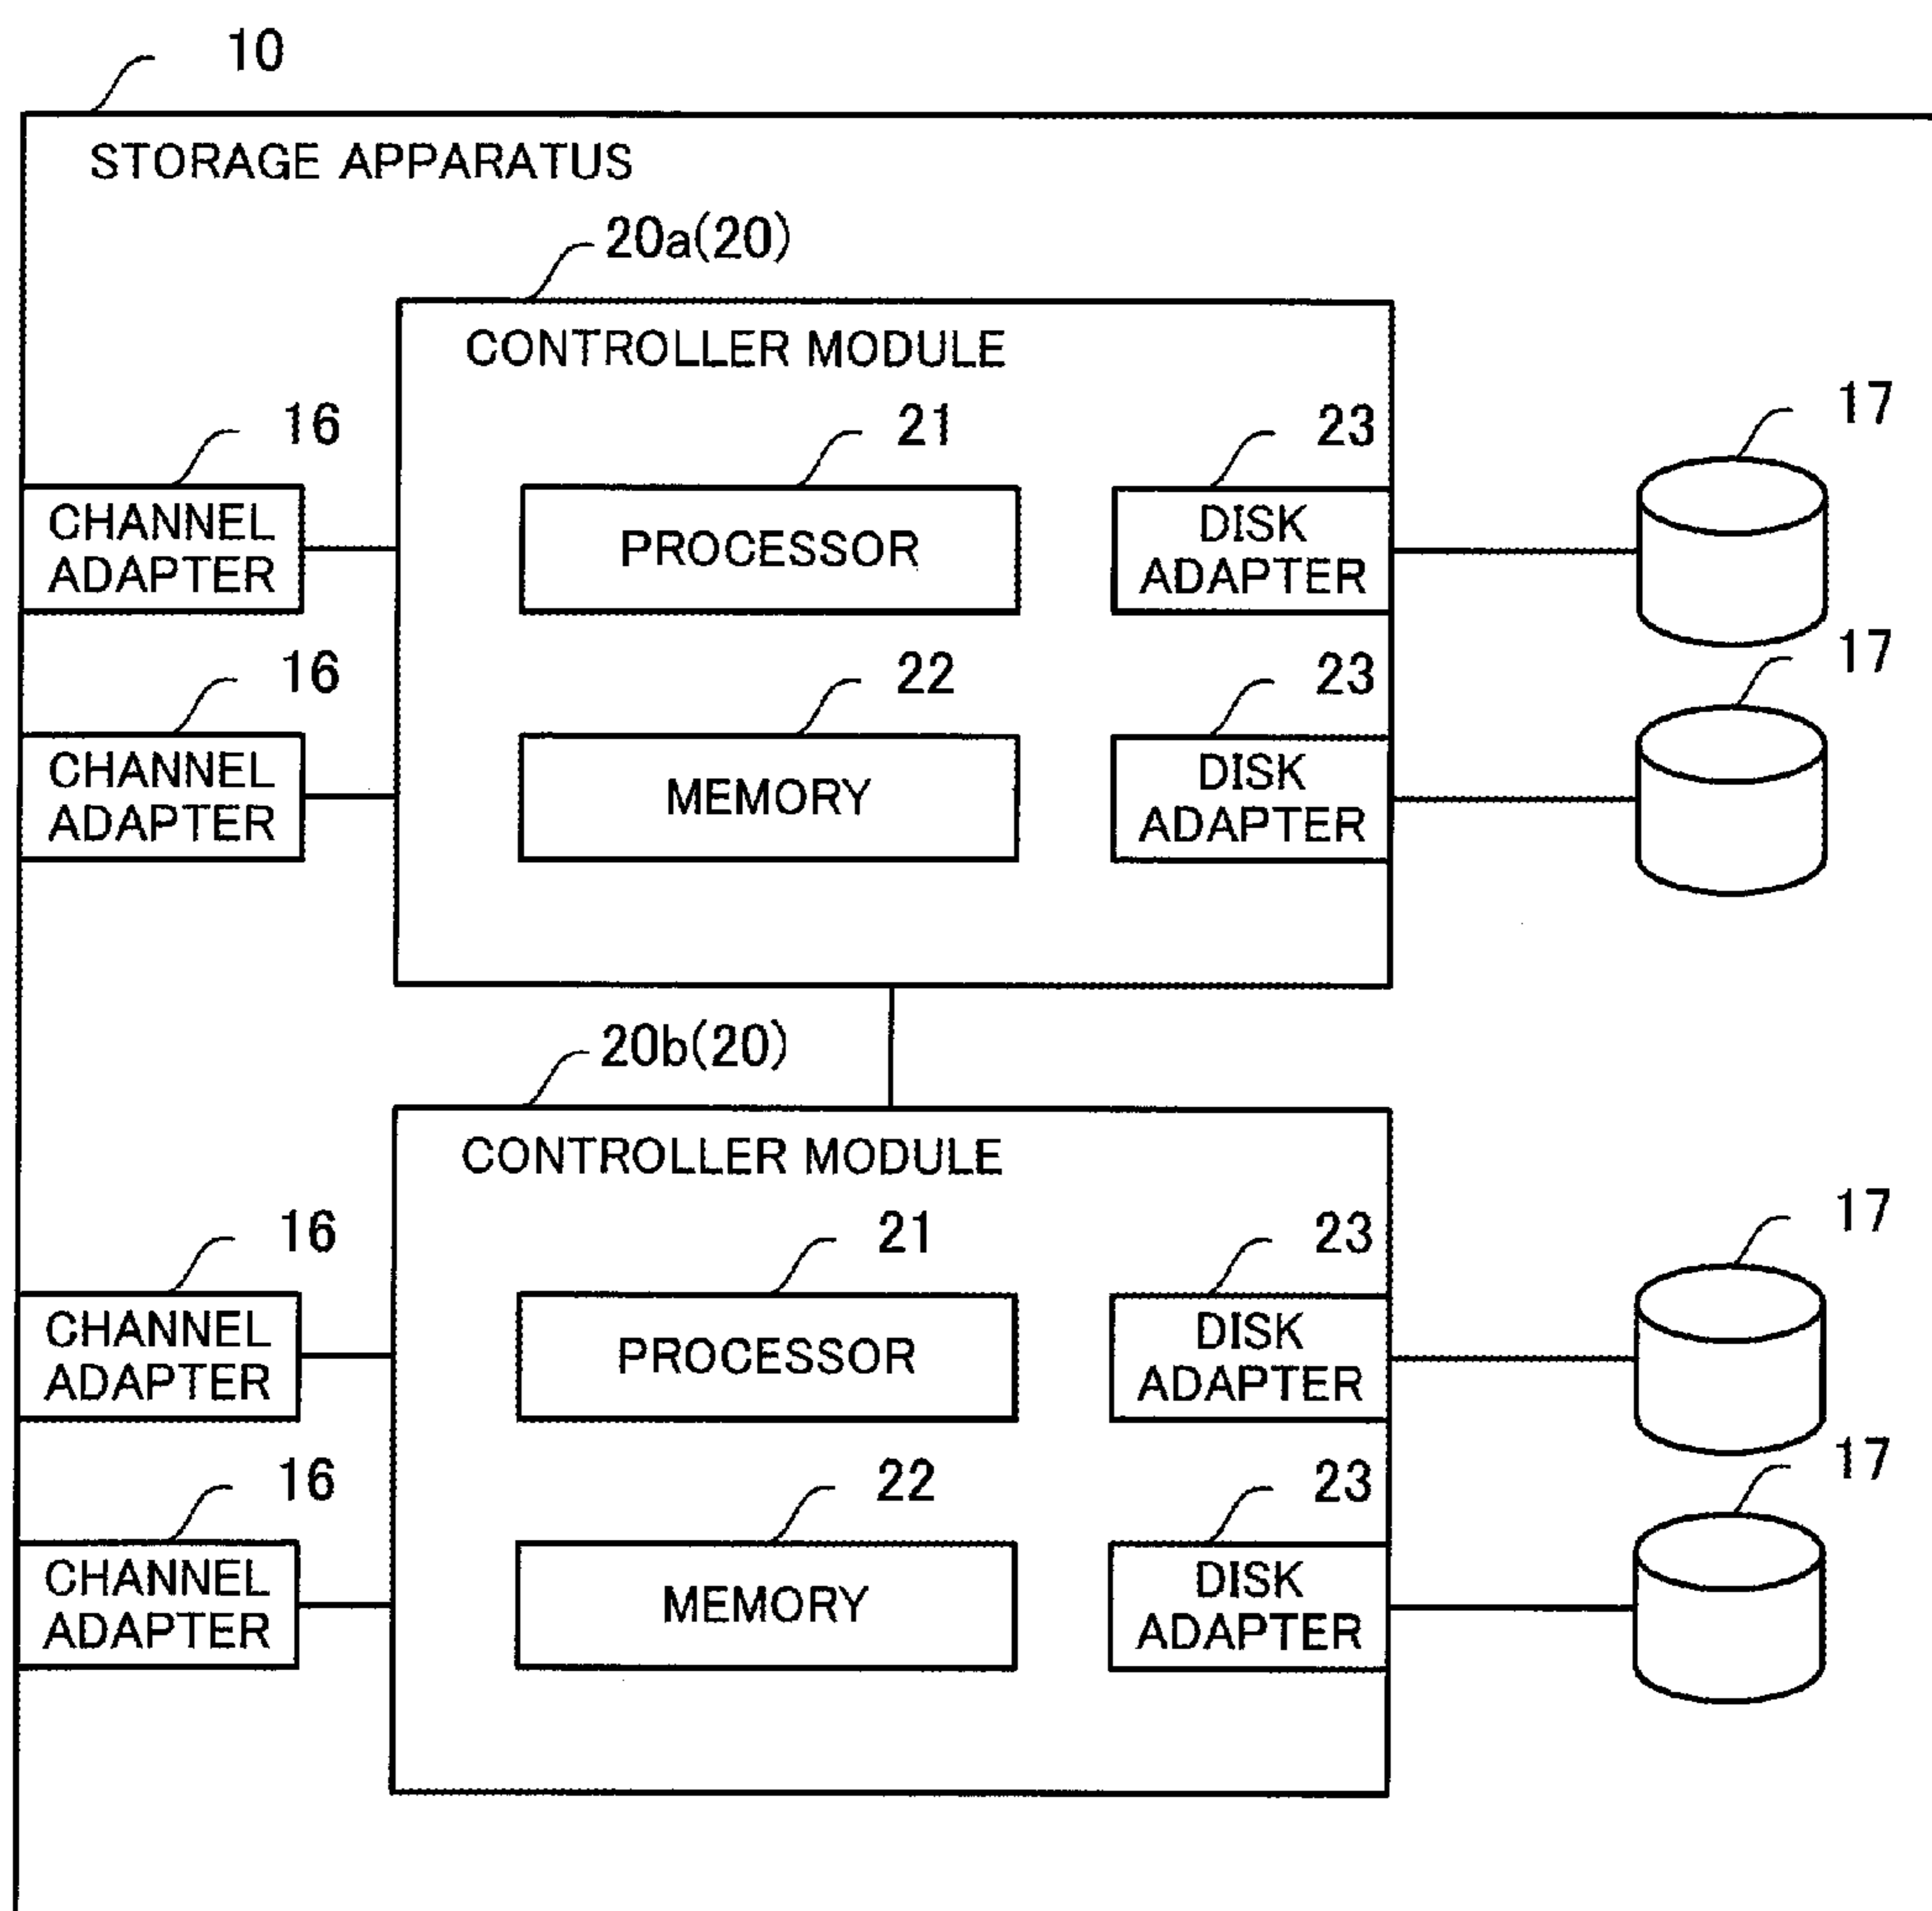 10
STORAGE APPARATUS
20a(20)
CONTROLLER MODULE
16
21
23
17
CHANNEL
ADAPTER
PROCESSOR
DISK
ADAPTER
16
22
23
17
CHANNEL
ADAPTER
MEMORY
DISK
ADAPTER
20b(20)
CONTROLLER MODULE
16
21
23
17
CHANNEL
ADAPTER
PROCESSOR
DISK
ADAPTER
16
22
23
17
CHANNEL
ADAPTER
MEMORY
DISK
ADAPTER